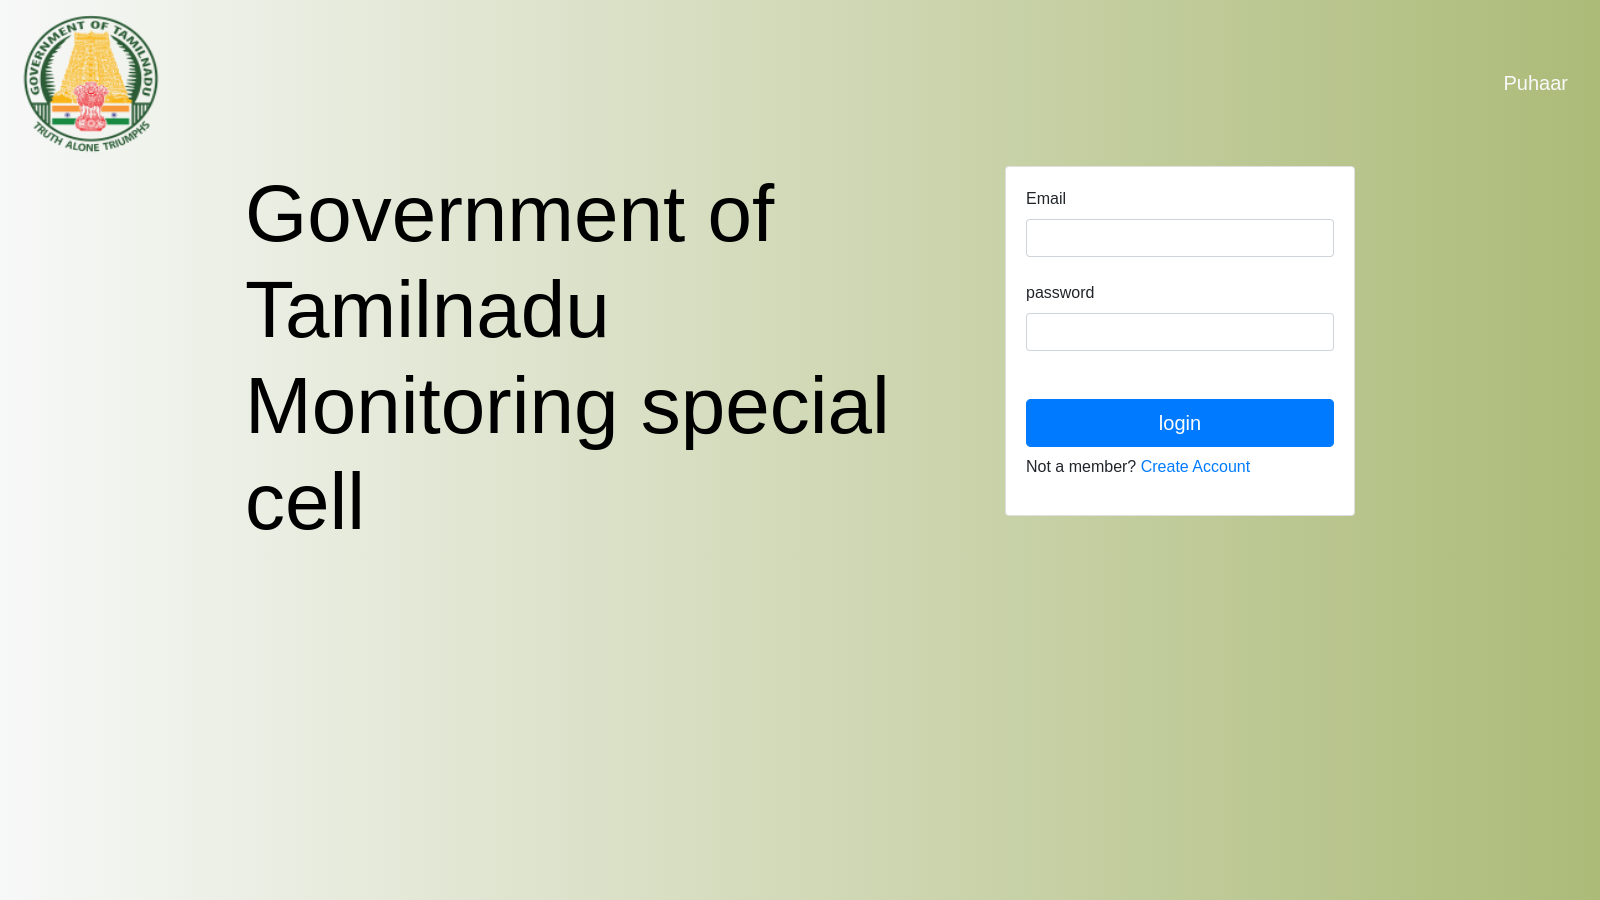 GOVERNMENT OF TAMILNADU
TRUTH ALONE TRIUMPHS
Puhaar
Government of
Tamilnadu
Monitoring special
cell
Email
password
login
Not a member? Create Account